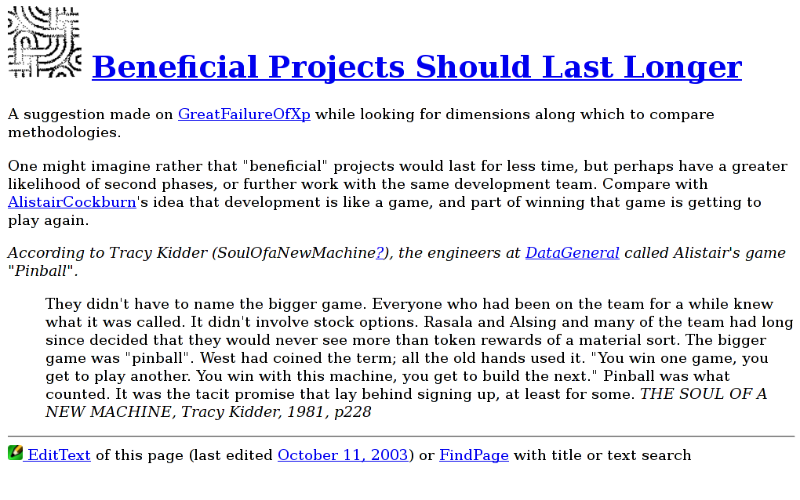 Beneficial Projects Should Last Longer
A suggestion made on GreatFailureOfXp while looking for dimensions along which to compare
methodologies.
One might imagine rather that "beneficial" projects would last for less time, but perhaps have a greater
likelihood of second phases, or further work with the same development team. Compare with
AlistairCockburn's idea that development is like a game, and part of winning that game is getting to
play again.
According to Tracy Kidder (SoulOfaNewMachine?), the engineers at DataGeneral called Alistair's game
"Pinball".
They didn't have to name the bigger game. Everyone who had been on the team for a while knew
what it was called. It didn't involve stock options. Rasala and Alsing and many of the team had long
since decided that they would never see more than token rewards of a material sort. The bigger
game was "pinball". West had coined the term; all the old hands used it. "You win one game, you
get to play another. You win with this machine, you get to build the next." Pinball was what
counted. It was the tacit promise that lay behind signing up, at least for some. THE SOUL OF A
NEW MACHINE, Tracy Kidder, 1981, p228
EditText of this page (last edited October 11, 2003) or FindPage with title or text search